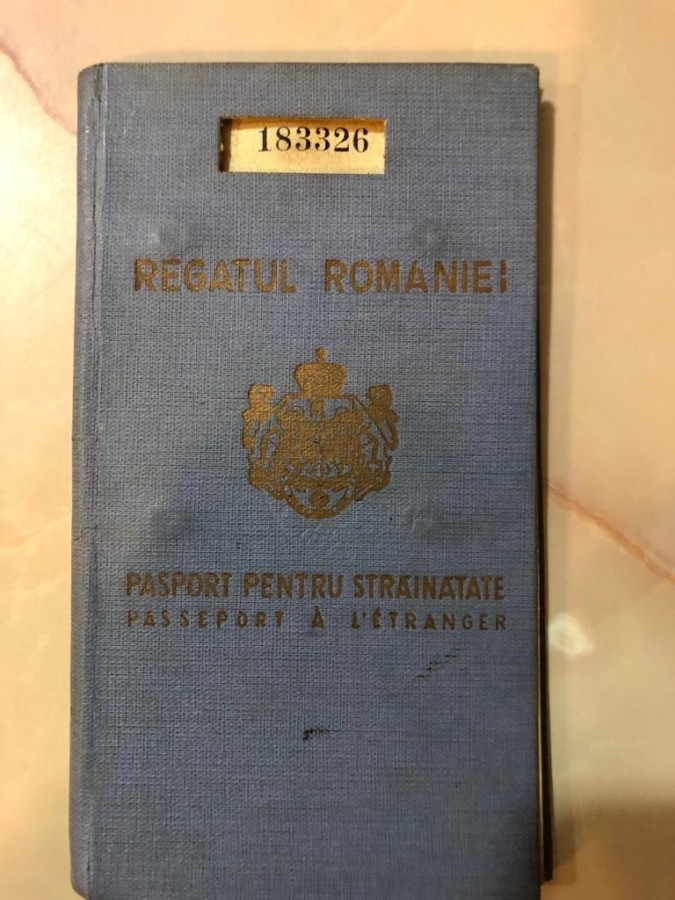 183326
REGATUL ROMANIEI
PASPORT PENTRU STRAINATATE
PASSEPORT À L'ÉTRANGER